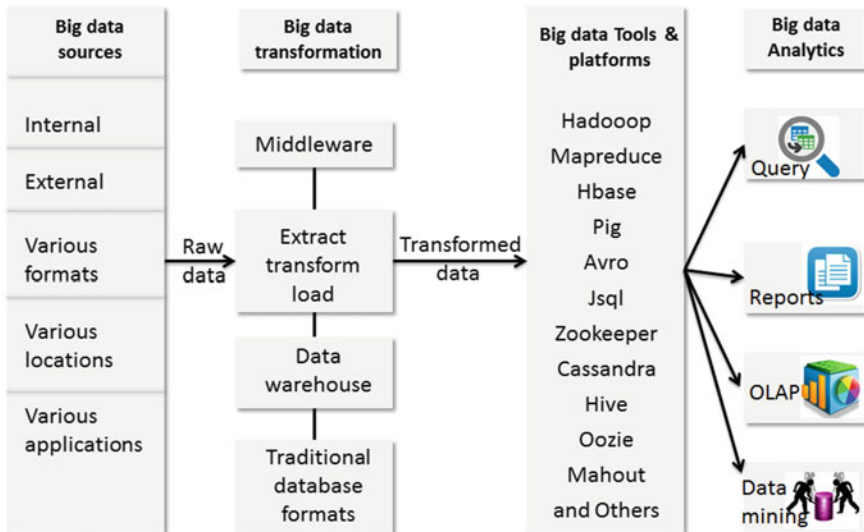 Big data
sources
Internal
External
Various
formats
Various
locations
Various
applications
Raw
data
Big data
transformation
Middleware
Extract
transform
load
Data
warehouse
Traditional
database
formats
Transformed
data
Big data Tools &
platforms
Hadooop
Mapreduce
Hbase
Pig
Avro
Jsql
Zookeeper
Cassandra
Hive
Oozie
Mahout
and Others
Big data
Analytics
Query
Reports
OLAP
Data
mining